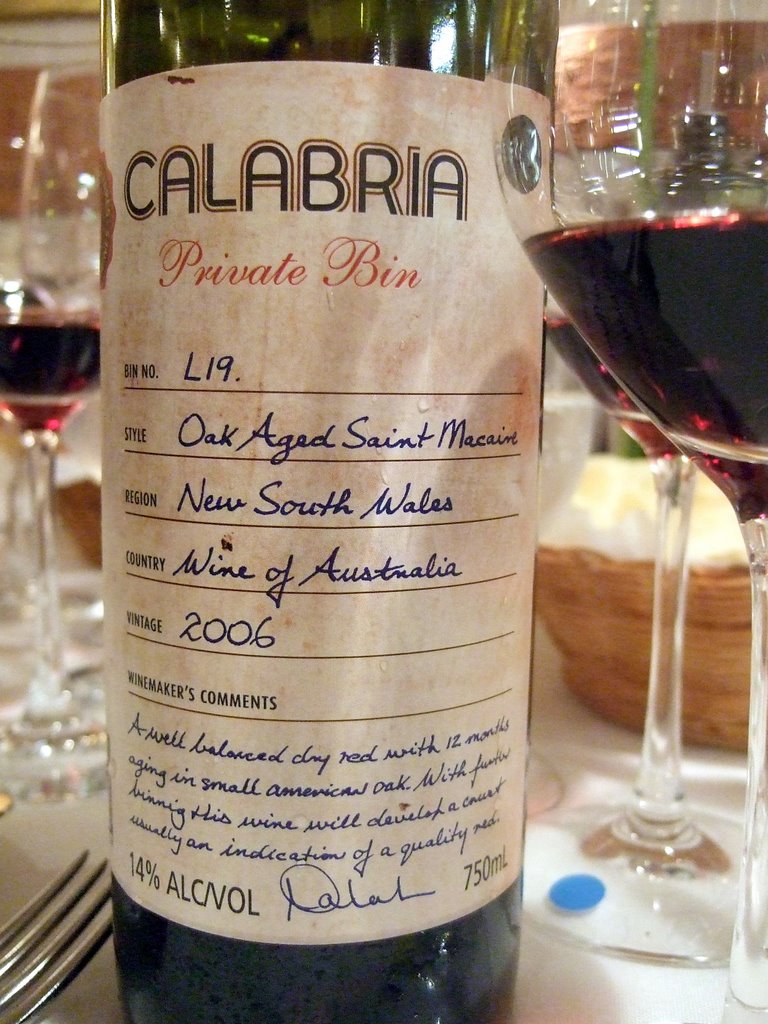 CALABRIA
Private Bin
BIN NO. L19.
STYLE Oak Aged Saint Macaire
REGION New South Wales
COUNTRY Wine of Australia
VINTAGE 2006
WINEMAKER'S COMMENTS
A well balanced dry red with 12 months
aging in small american oak. With further
binnig this wine will develop a crust
usually an indication of a quality red.
14% ALC/VOL 750mL